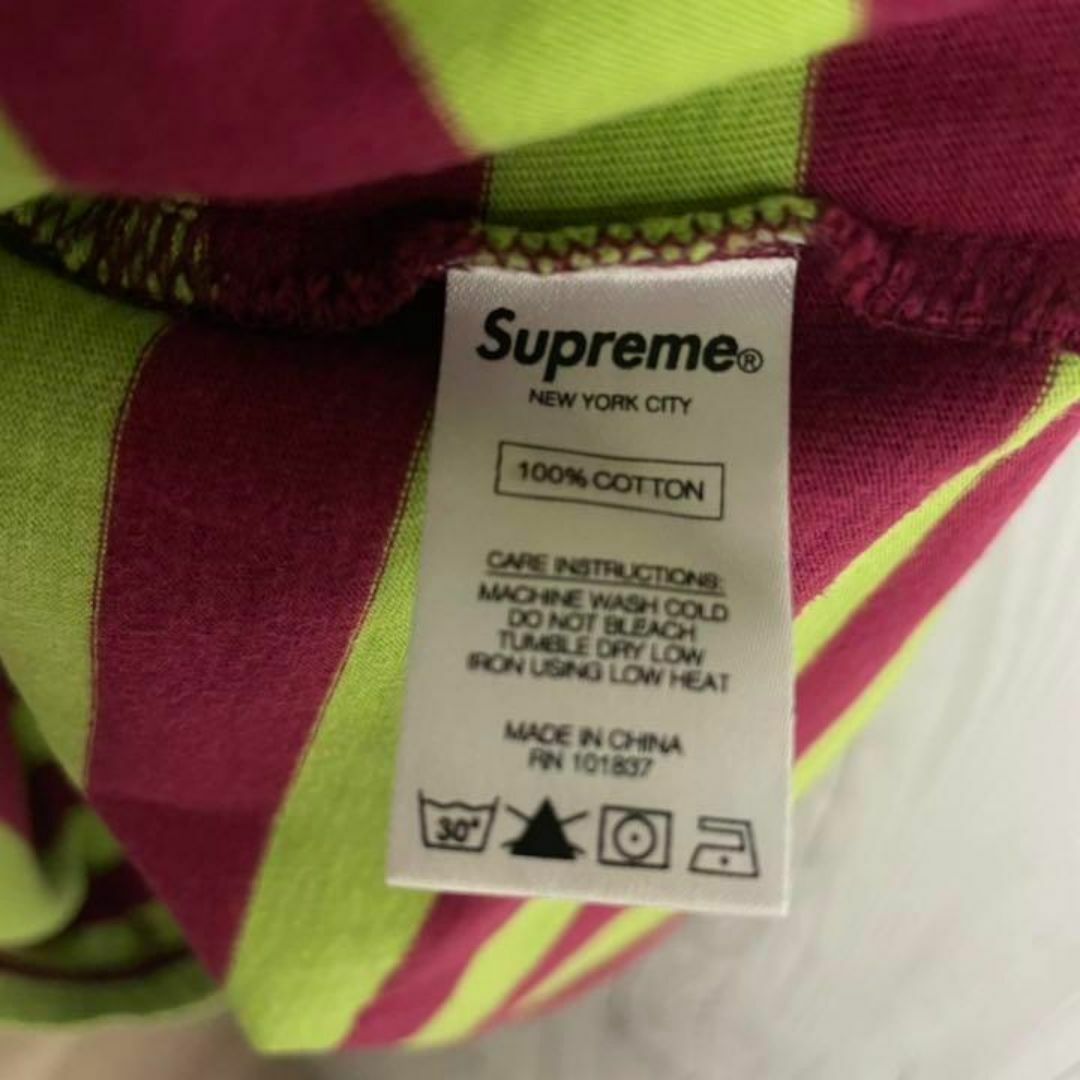 Supreme®
NEW YORK CITY
100% COTTON
CARE INSTRUCTIONS:
MACHINE WASH COLD
DO NOT BLEACH
TUMBLE DRY LOW
IRON USING LOW HEAT
MADE IN CHINA
RN 101837
30°